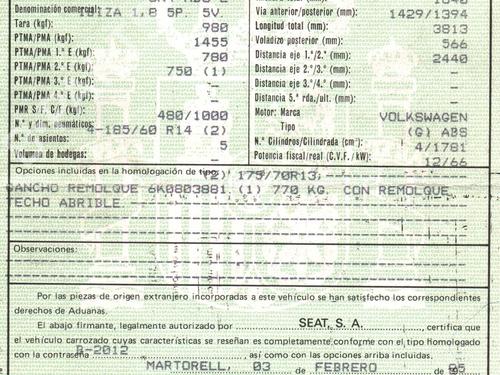 Denominación comercial: IBIZA 1,8 5P. 5V.
Tara (kgf): 980
PTMA/PMA (kgf): 1455
PTMA/PMA 1.º E (kgf): 780
PTMA/PMA 2.º E (kgf): 750 (1)
PTMA/PMA 3.º E (kgf): —
PTMA/PMA 4.º E (kgf): —
PMR S/F. C/F (kgf): 480/1000
N.º y dim. neumáticos: 4-185/60 R14 (2)
N.º de asientos: 5
Volumen de bodegas: —
Vía anterior/posterior (mm): 1429/1394
Longitud total (mm): 3813
Voladizo posterior (mm): 566
Distancia eje 1.º/2.º (mm): 2440
Distancia eje 2.º/3.º (mm): —
Distancia eje 3.º/4.º (mm): —
Distancia 5.ª rda./ult. (mm): —
Motor: Marca VOLKSWAGEN
Tipo (G) ABS
N.º Cilindros/Cilindrada (cm³): 4/1781
Potencia fiscal/real (C.V.F./kW): 12/66
Opciones incluidas en la homologación de tipo: (2) 175/70R13,
GANCHO REMOLQUE 6K0803881, (1) 770 KG. CON REMOLQUE
TECHO ABRIBLE
Observaciones:
Por las piezas de origen extranjero incorporadas a este vehículo se han satisfecho los correspondientes
derechos de Aduanas.
El abajo firmante, legalmente autorizado por SEAT, S. A., certifica que
el vehículo carrozado cuyas características se reseñan es completamente conforme con el tipo homologado
con la contraseña B-2012, así como con las opciones arriba incluidas.
MARTORELL, 03 de FEBRERO de 95